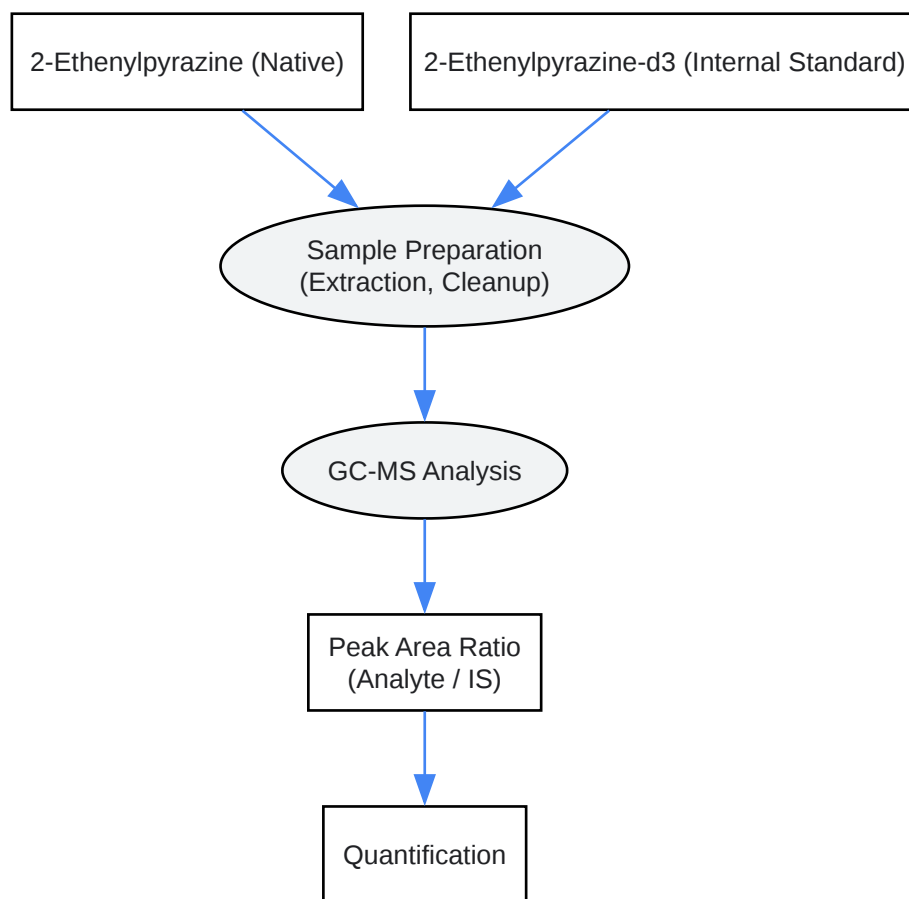 2-Ethenylpyrazine (Native)
2-Ethenylpyrazine-d3 (Internal Standard)
Sample Preparation
(Extraction, Cleanup)
GC-MS Analysis
Peak Area Ratio
(Analyte / IS)
Quantification